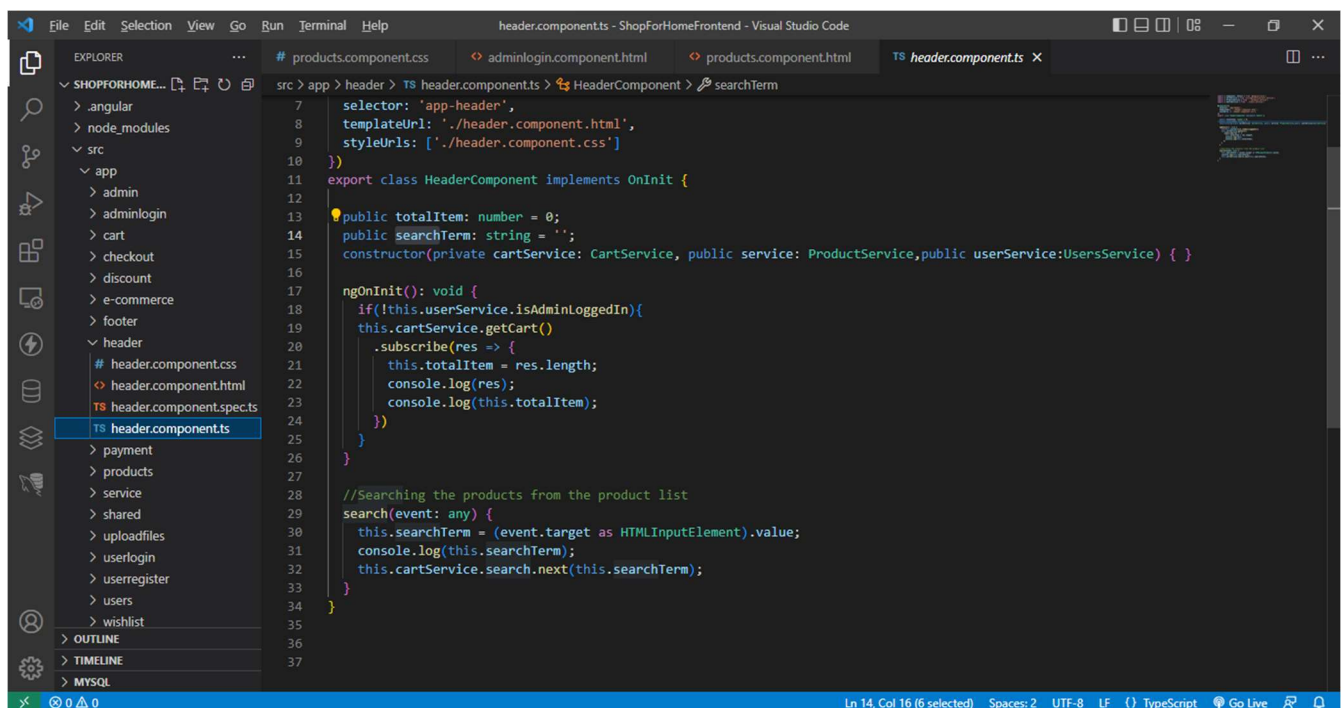 File Edit Selection View Go Run Terminal Help header.component.ts - ShopForHomeFrontend - Visual Studio Code
EXPLORER ...
# products.component.css <> adminlogin.component.html <> products.component.html TS header.component.ts ×
SHOPFORHOME...
src > app > header > TS header.component.ts > HeaderComponent > searchTerm
> .angular
> node_modules
src
app
> admin
> adminlogin
> cart
> checkout
> discount
> e-commerce
> footer
header
# header.component.css
<> header.component.html
TS header.component.spec.ts
TS header.component.ts
> payment
> products
> service
> shared
> uploadfiles
> userlogin
> userregister
> users
> wishlist
> OUTLINE
> TIMELINE
> MYSQL
7 selector: 'app-header',
8 templateUrl: './header.component.html',
9 styleUrls: ['./header.component.css']
10 })
11 export class HeaderComponent implements OnInit {
12
13 public totalItem: number = 0;
14 public searchTerm: string = '';
15 constructor(private cartService: CartService, public service: ProductService,public userService:UsersService) { }
16
17 ngOnInit(): void {
18 if(!this.userService.isAdminLoggedIn){
19 this.cartService.getCart()
20 .subscribe(res => {
21 this.totalItem = res.length;
22 console.log(res);
23 console.log(this.totalItem);
24 })
25 }
26 }
27
28 //Searching the products from the product list
29 search(event: any) {
30 this.searchTerm = (event.target as HTMLInputElement).value;
31 console.log(this.searchTerm);
32 this.cartService.search.next(this.searchTerm);
33 }
34 }
35
36
37
0 0 Ln 14, Col 16 (6 selected) Spaces: 2 UTF-8 LF {} TypeScript Go Live